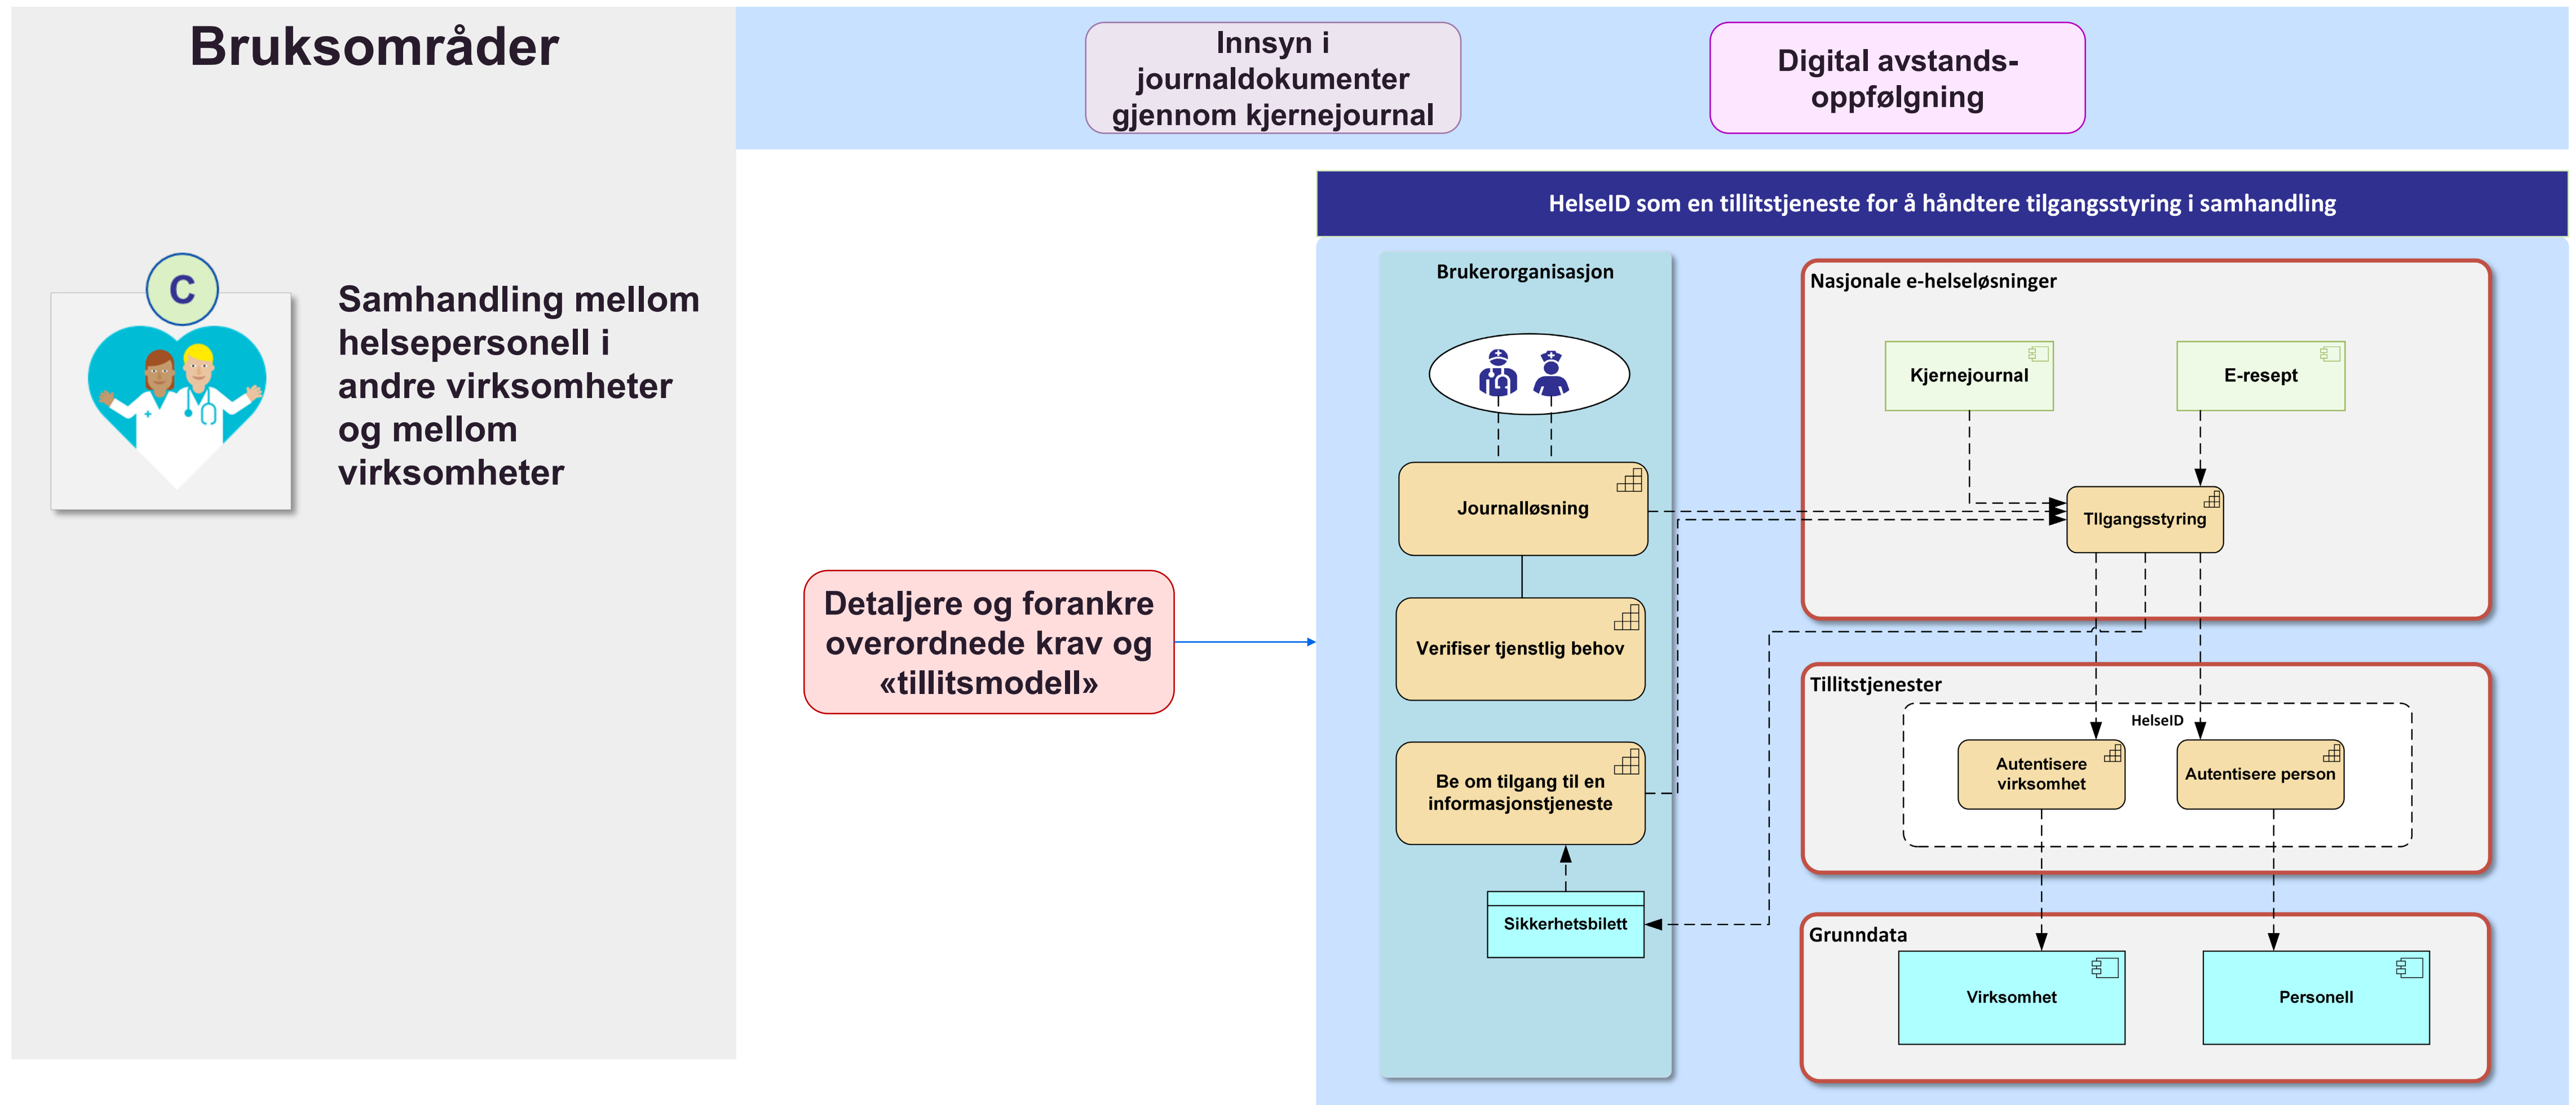 Bruksområder
Innsyn i
journaldokumenter
gjennom kjernejournal
Digital avstands-
oppfølgning
HelseID som en tillitstjeneste for å håndtere tilgangsstyring i samhandling
C
Samhandling mellom
helsepersonell i
andre virksomheter
og mellom
virksomheter
Detaljere og forankre
overordnede krav og
«tillitsmodell»
Brukerorganisasjon
Journalløsning
Verifiser tjenstlig behov
Be om tilgang til en
informasjonstjeneste
Sikkerhetsbilett
Nasjonale e-helseløsninger
Kjernejournal
E-resept
TIlgangsstyring
Tillitstjenester
HelseID
Autentisere
virksomhet
Autentisere person
Grunndata
Virksomhet
Personell